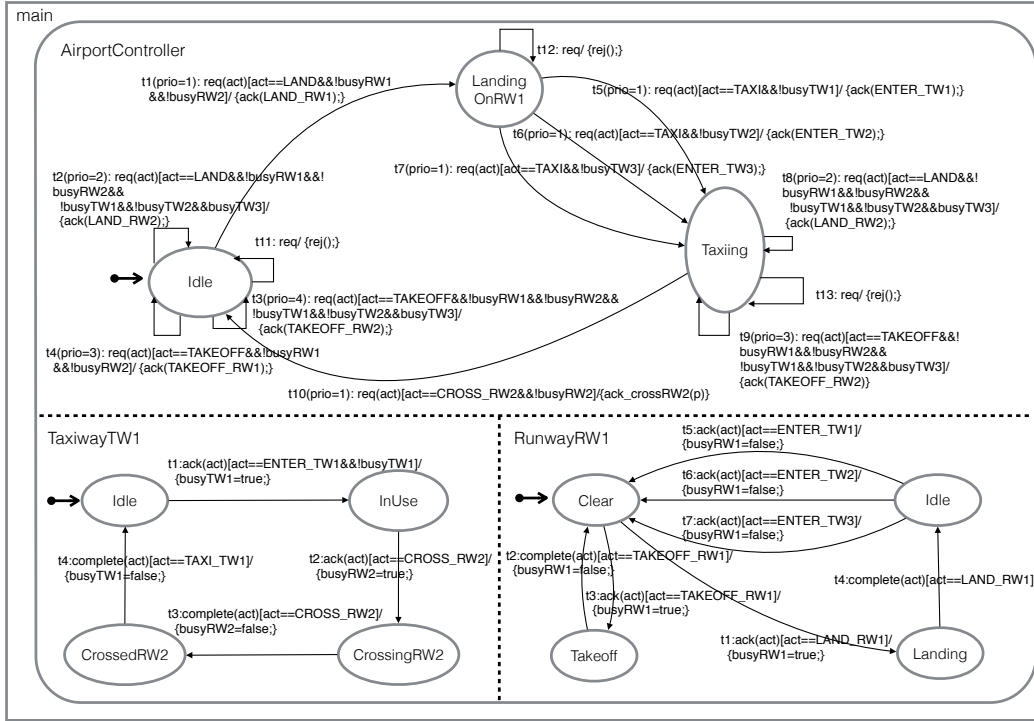 main
AirportController
t12: req/ {rej();}
Landing
OnRW1
t1(prio=1): req(act)[act==LAND&&!busyRW1
&&!busyRW2]/ {ack(LAND_RW1);}
t5(prio=1): req(act)[act==TAXI&&!busyTW1]/ {ack(ENTER_TW1);}
t6(prio=1): req(act)[act==TAXI&&!busyTW2]/ {ack(ENTER_TW2);}
t7(prio=1): req(act)[act==TAXI&&!busyTW3]/ {ack(ENTER_TW3);}
t2(prio=2): req(act)[act==LAND&&!busyRW1&&!
busyRW2&&
!busyTW1&&!busyTW2&&busyTW3]/
{ack(LAND_RW2);}
t8(prio=2): req(act)[act==LAND&&!
busyRW1&&!busyRW2&&
!busyTW1&&!busyTW2&&busyTW3]/
{ack(LAND_RW2);}
t11: req/ {rej();}
Idle
Taxiing
t3(prio=4): req(act)[act==TAKEOFF&&!busyRW1&&!busyRW2&&
!busyTW1&&!busyTW2&&busyTW3]/
{ack(TAKEOFF_RW2);}
t13: req/ {rej();}
t4(prio=3): req(act)[act==TAKEOFF&&!busyRW1
&&!busyRW2]/ {ack(TAKEOFF_RW1);}
t9(prio=3): req(act)[act==TAKEOFF&&!
busyRW1&&!busyRW2&&
!busyTW1&&!busyTW2&&busyTW3]/
{ack(TAKEOFF_RW2)}
t10(prio=1): req(act)[act==CROSS_RW2&&!busyRW2]/{ack_crossRW2(p)}
TaxiwayTW1
t1:ack(act)[act==ENTER_TW1&&!busyTW1]/
{busyTW1=true;}
Idle
InUse
t2:ack(act)[act==CROSS_RW2]/
{busyRW2=true;}
t4:complete(act)[act==TAXI_TW1]/
{busyTW1=false;}
t3:complete(act)[act==CROSS_RW2]/
{busyRW2=false;}
CrossedRW2
CrossingRW2
RunwayRW1
t5:ack(act)[act==ENTER_TW1]/
{busyRW1=false;}
t6:ack(act)[act==ENTER_TW2]/
{busyRW1=false;}
Clear
Idle
t7:ack(act)[act==ENTER_TW3]/
{busyRW1=false;}
t2:complete(act)[act==TAKEOFF_RW1]/
{busyRW1=false;}
t4:complete(act)[act==LAND_RW1]
t3:ack(act)[act==TAKEOFF_RW1]/
{busyRW1=true;}
t1:ack(act)[act==LAND_RW1]/
{busyRW1=true;}
Takeoff
Landing